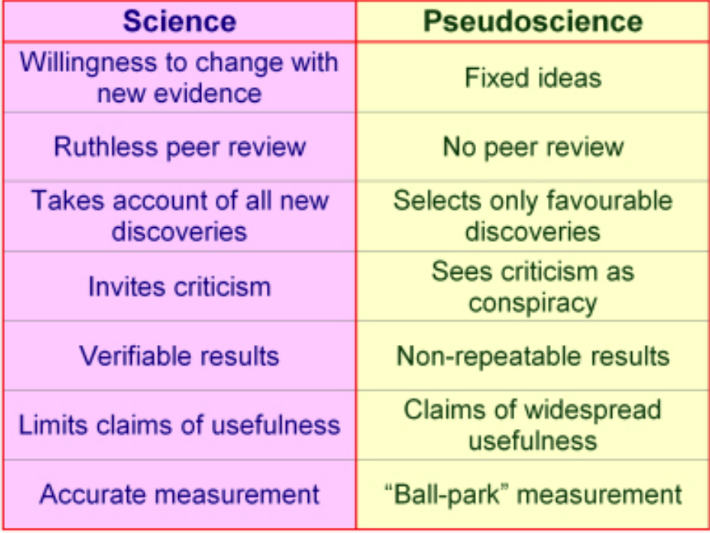 Science
Pseudoscience
Willingness to change with
new evidence
Fixed ideas
Ruthless peer review
No peer review
Takes account of all new
discoveries
Selects only favourable
discoveries
Invites criticism
Sees criticism as
conspiracy
Verifiable results
Non-repeatable results
Limits claims of usefulness
Claims of widespread
usefulness
Accurate measurement
“Ball-park” measurement